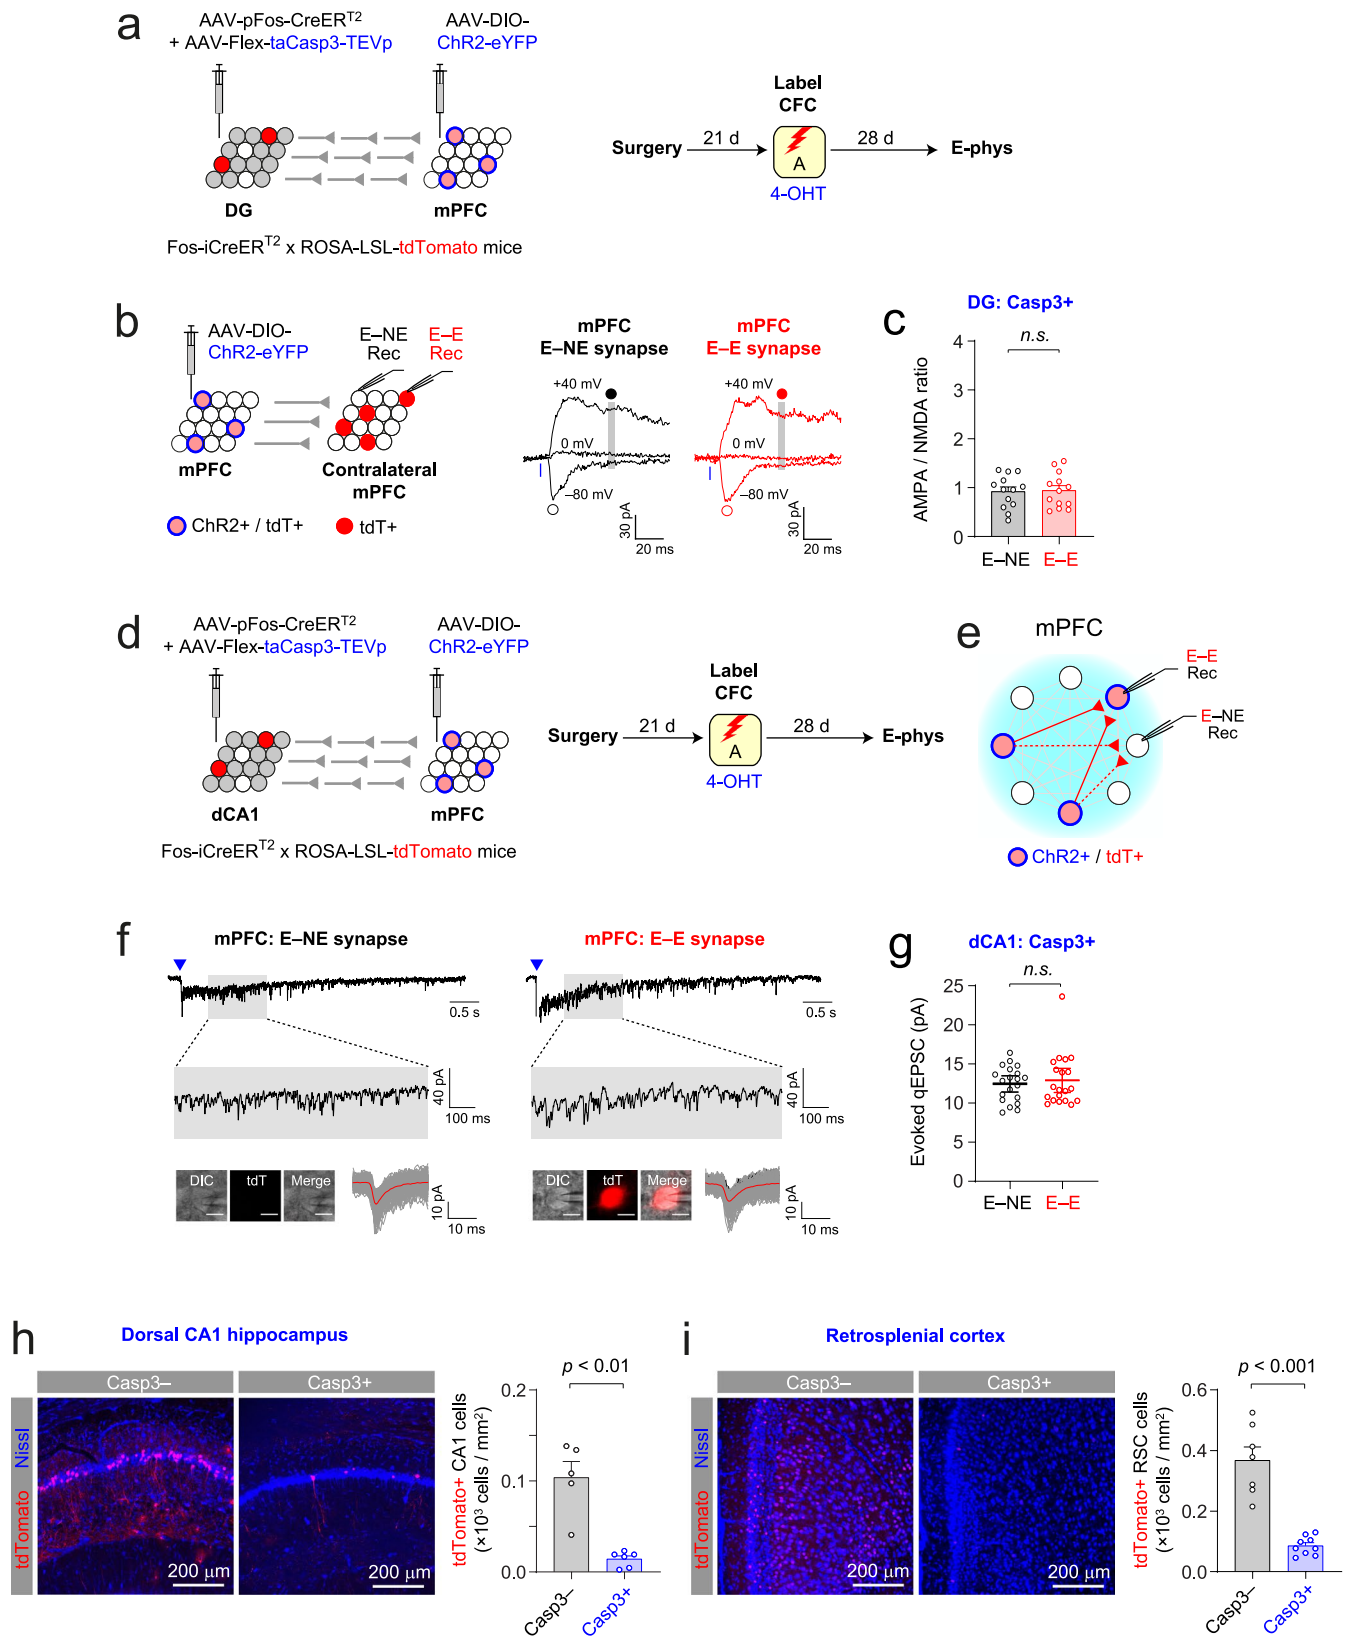 a
AAV-pFos-CreERT2
+ AAV-Flex-taCasp3-TEVp
AAV-DIO-
ChR2-eYFP
DG
mPFC
Fos-iCreERT2 x ROSA-LSL-tdTomato mice
Label
CFC
Surgery
21 d
A
28 d
E-phys
4-OHT
b
AAV-DIO-
ChR2-eYFP
E–NE
Rec
E–E
Rec
mPFC
Contralateral
mPFC
ChR2+ / tdT+
tdT+
mPFC
E–NE synapse
+40 mV
0 mV
–80 mV
30 pA
20 ms
mPFC
E–E synapse
+40 mV
0 mV
–80 mV
30 pA
20 ms
c
DG: Casp3+
n.s.
AMPA / NMDA ratio
4
3
2
1
0
E–NE
E–E
d
AAV-pFos-CreERT2
+ AAV-Flex-taCasp3-TEVp
AAV-DIO-
ChR2-eYFP
dCA1
mPFC
Fos-iCreERT2 x ROSA-LSL-tdTomato mice
Label
CFC
Surgery
21 d
A
28 d
E-phys
4-OHT
e
mPFC
E–E
Rec
E–NE
Rec
ChR2+ / tdT+
f
mPFC: E–NE synapse
0.5 s
40 pA
100 ms
DIC
tdT
Merge
10 pA
10 ms
mPFC: E–E synapse
0.5 s
40 pA
100 ms
DIC
tdT
Merge
10 pA
10 ms
g
dCA1: Casp3+
n.s.
Evoked qEPSC (pA)
25
20
15
10
5
0
E–NE
E–E
h
Dorsal CA1 hippocampus
Casp3–
Casp3+
tdTomato Nissl
200 µm
200 µm
p < 0.01
tdTomato+ CA1 cells
(×10³ cells / mm²)
0.2
0.1
0.0
Casp3–
Casp3+
i
Retrosplenial cortex
Casp3–
Casp3+
tdTomato Nissl
200 µm
200 µm
p < 0.001
tdTomato+ RSC cells
(×10³ cells / mm²)
0.6
0.4
0.2
0.0
Casp3–
Casp3+